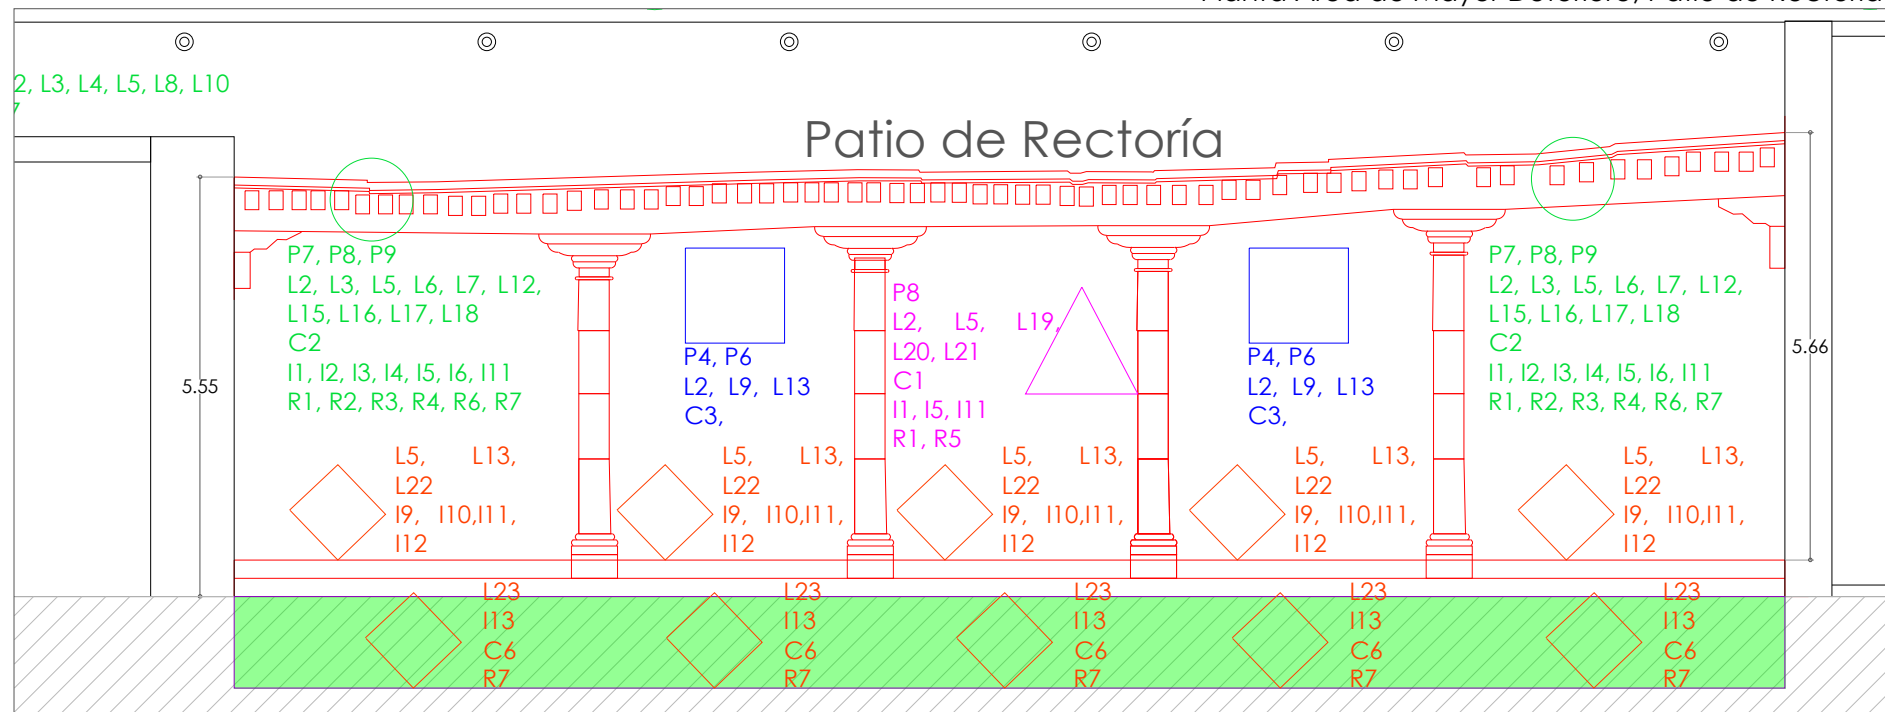 2, L3, L4, L5, L8, L10
Patio de Rectoría
P7, P8, P9
L2, L3, L5, L6, L7, L12,
L15, L16, L17, L18
C2
I1, I2, I3, I4, I5, I6, I11
R1, R2, R3, R4, R6, R7
P4, P6
L2, L9, L13
C3,
P8
L2, L5, L19,
L20, L21
C1
I1, I5, I11
R1, R5
P4, P6
L2, L9, L13
C3,
P7, P8, P9
L2, L3, L5, L6, L7, L12,
L15, L16, L17, L18
C2
I1, I2, I3, I4, I5, I6, I11
R1, R2, R3, R4, R6, R7
5.55
5.66
L5, L13,
L22
I9, I10,I11,
I12
L5, L13,
L22
I9, I10,I11,
I12
L5, L13,
L22
I9, I10,I11,
I12
L5, L13,
L22
I9, I10,I11,
I12
L5, L13,
L22
I9, I10,I11,
I12
L23
I13
C6
R7
L23
I13
C6
R7
L23
I13
C6
R7
L23
I13
C6
R7
L23
I13
C6
R7